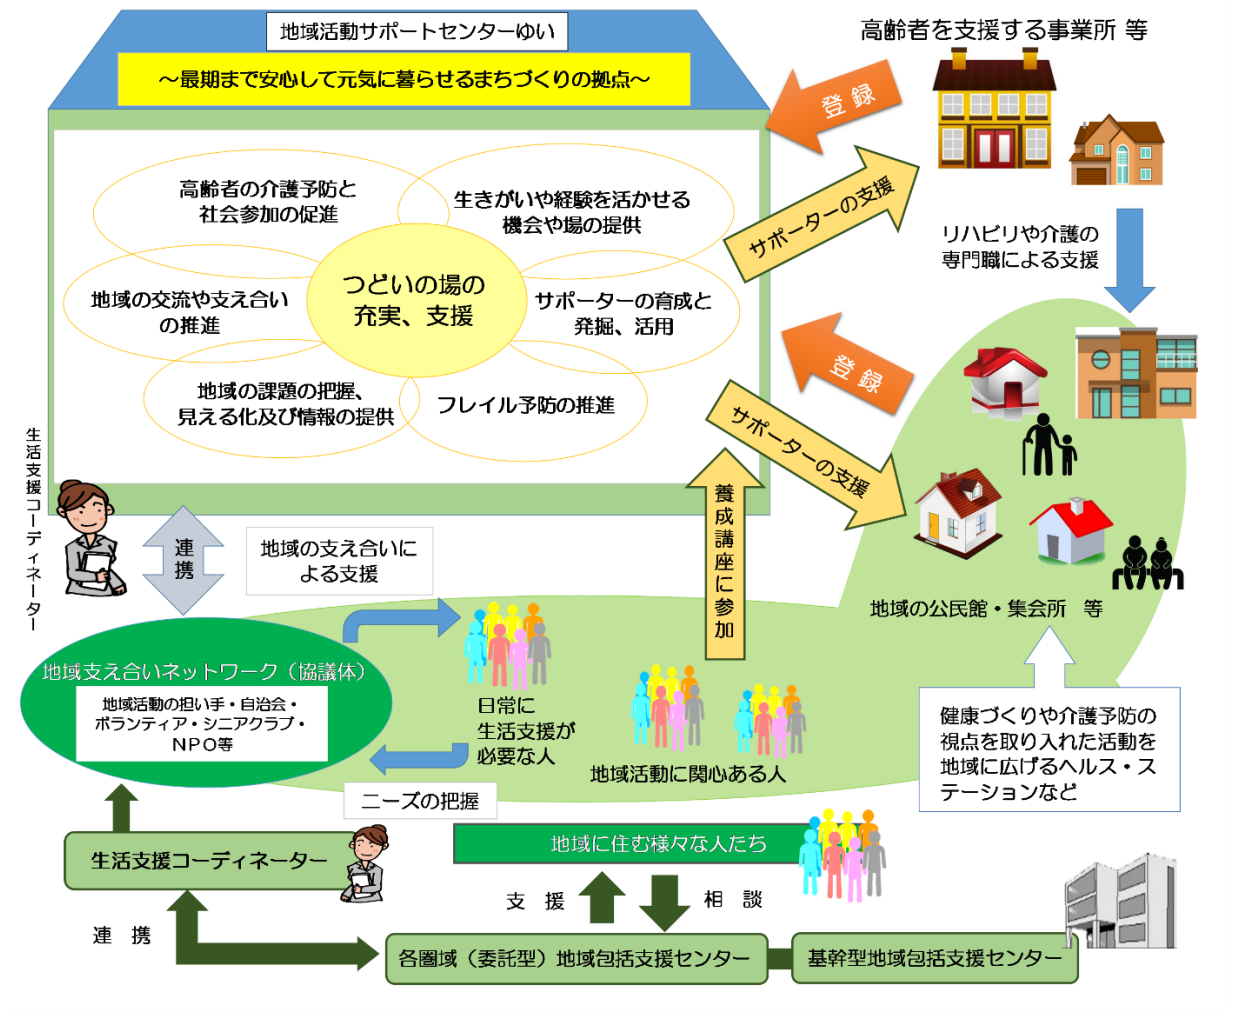 地域活動サポートセンターゆい
～最期まで安心して元気に暮らせるまちづくりの拠点～
高齢者を支援する事業所 等
登 録
サポーターの支援
リハビリや介護の
専門職による支援
高齢者の介護予防と
社会参加の促進
生きがいや経験を活かせる
機会や場の提供
つどいの場の
充実、支援
地域の交流や支え合い
の推進
サポーターの育成と
発掘、活用
地域の課題の把握、
見える化及び情報の提供
フレイル予防の推進
登 録
サポーターの支援
生活支援コーディネーター
連携
地域の支え合いに
よる支援
養成講座に参加
地域の公民館・集会所 等
地域支え合いネットワーク（協議体）
地域活動の担い手・自治会・
ボランティア・シニアクラブ・
NPO等
日常に
生活支援が
必要な人
地域活動に関心ある人
ニーズの把握
健康づくりや介護予防の
視点を取り入れた活動を
地域に広げるヘルス・ス
テーションなど
生活支援コーディネーター
地域に住む様々な人たち
支 援
相 談
連 携
各圏域（委託型）地域包括支援センター
基幹型地域包括支援センター